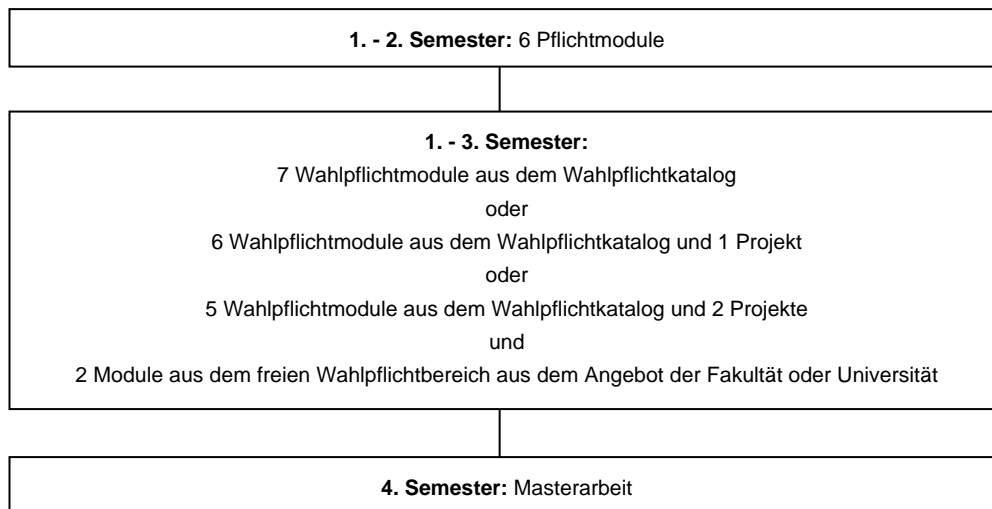 1. - 2. Semester: 6 Pflichtmodule
1. - 3. Semester:
7 Wahlpflichtmodule aus dem Wahlpflichtkatalog
oder
6 Wahlpflichtmodule aus dem Wahlpflichtkatalog und 1 Projekt
oder
5 Wahlpflichtmodule aus dem Wahlpflichtkatalog und 2 Projekte
und
2 Module aus dem freien Wahlpflichtbereich aus dem Angebot der Fakultät oder Universität
4. Semester: Masterarbeit